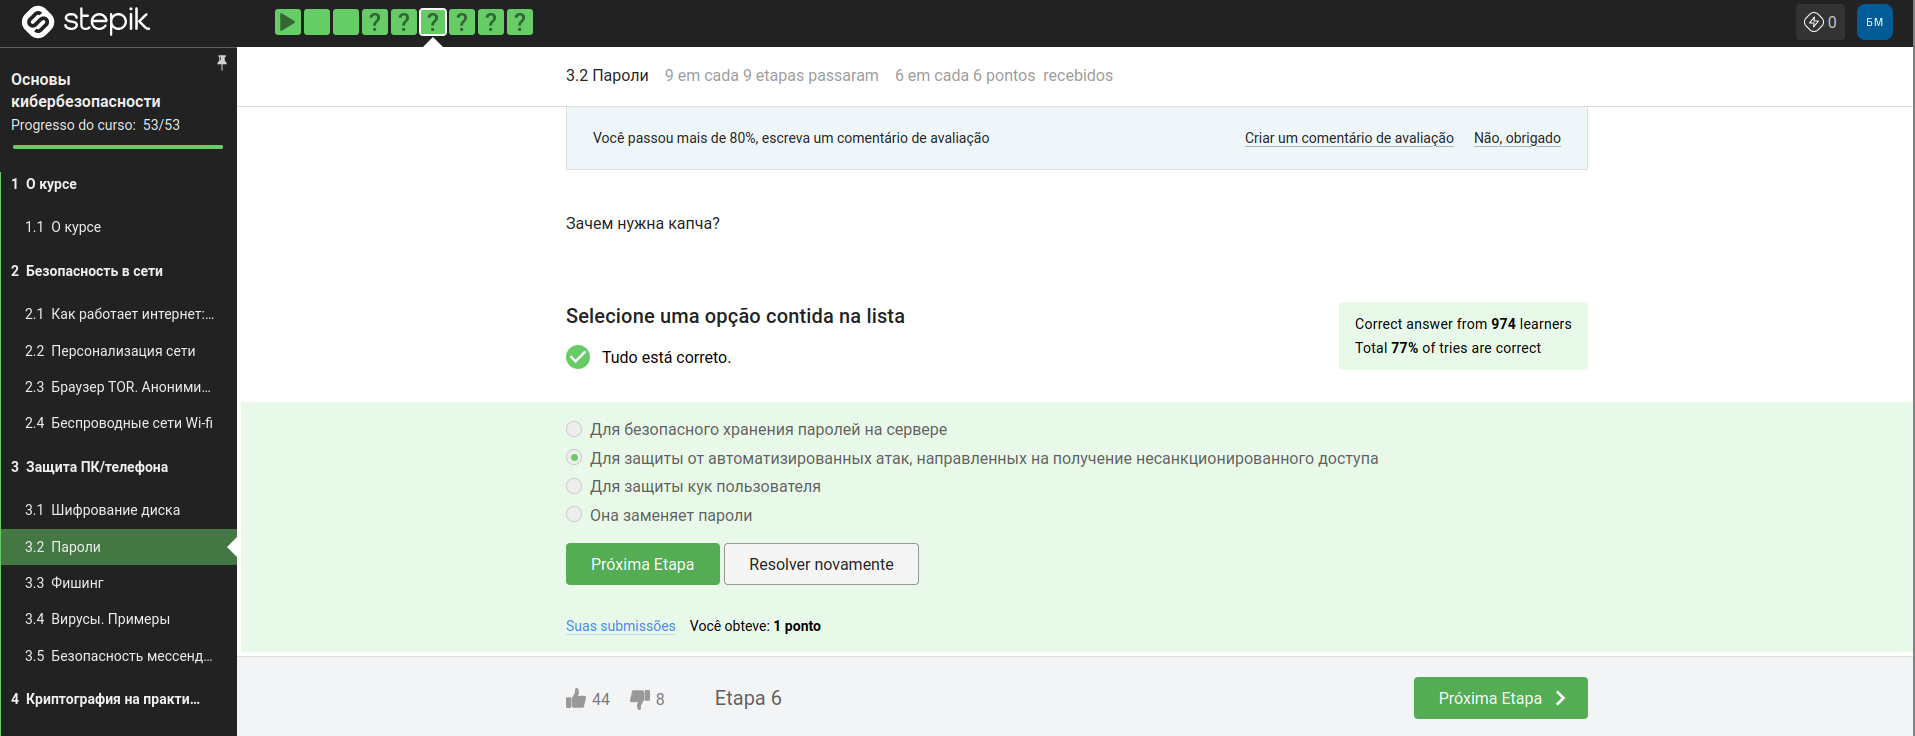 stepik
? ? ? ? ? ?
0
БМ
Основы
кибербезопасности
Progresso do curso: 53/53
1 О курсе
1.1 О курсе
2 Безопасность в сети
2.1 Как работает интернет:...
2.2 Персонализация сети
2.3 Браузер TOR. Аноними...
2.4 Беспроводные сети Wi-fi
3 Защита ПК/телефона
3.1 Шифрование диска
3.2 Пароли
3.3 Фишинг
3.4 Вирусы. Примеры
3.5 Безопасность мессенд...
4 Криптография на практи...
3.2 Пароли 9 em cada 9 etapas passaram 6 em cada 6 pontos recebidos
Você passou mais de 80%, escreva um comentário de avaliação Criar um comentário de avaliação Não, obrigado
Зачем нужна капча?
Selecione uma opção contida na lista
Tudo está correto.
Correct answer from 974 learners
Total 77% of tries are correct
Для безопасного хранения паролей на сервере
Для защиты от автоматизированных атак, направленных на получение несанкционированного доступа
Для защиты кук пользователя
Она заменяет пароли
Próxima Etapa Resolver novamente
Suas submissões Você obteve: 1 ponto
44 8 Etapa 6 Próxima Etapa